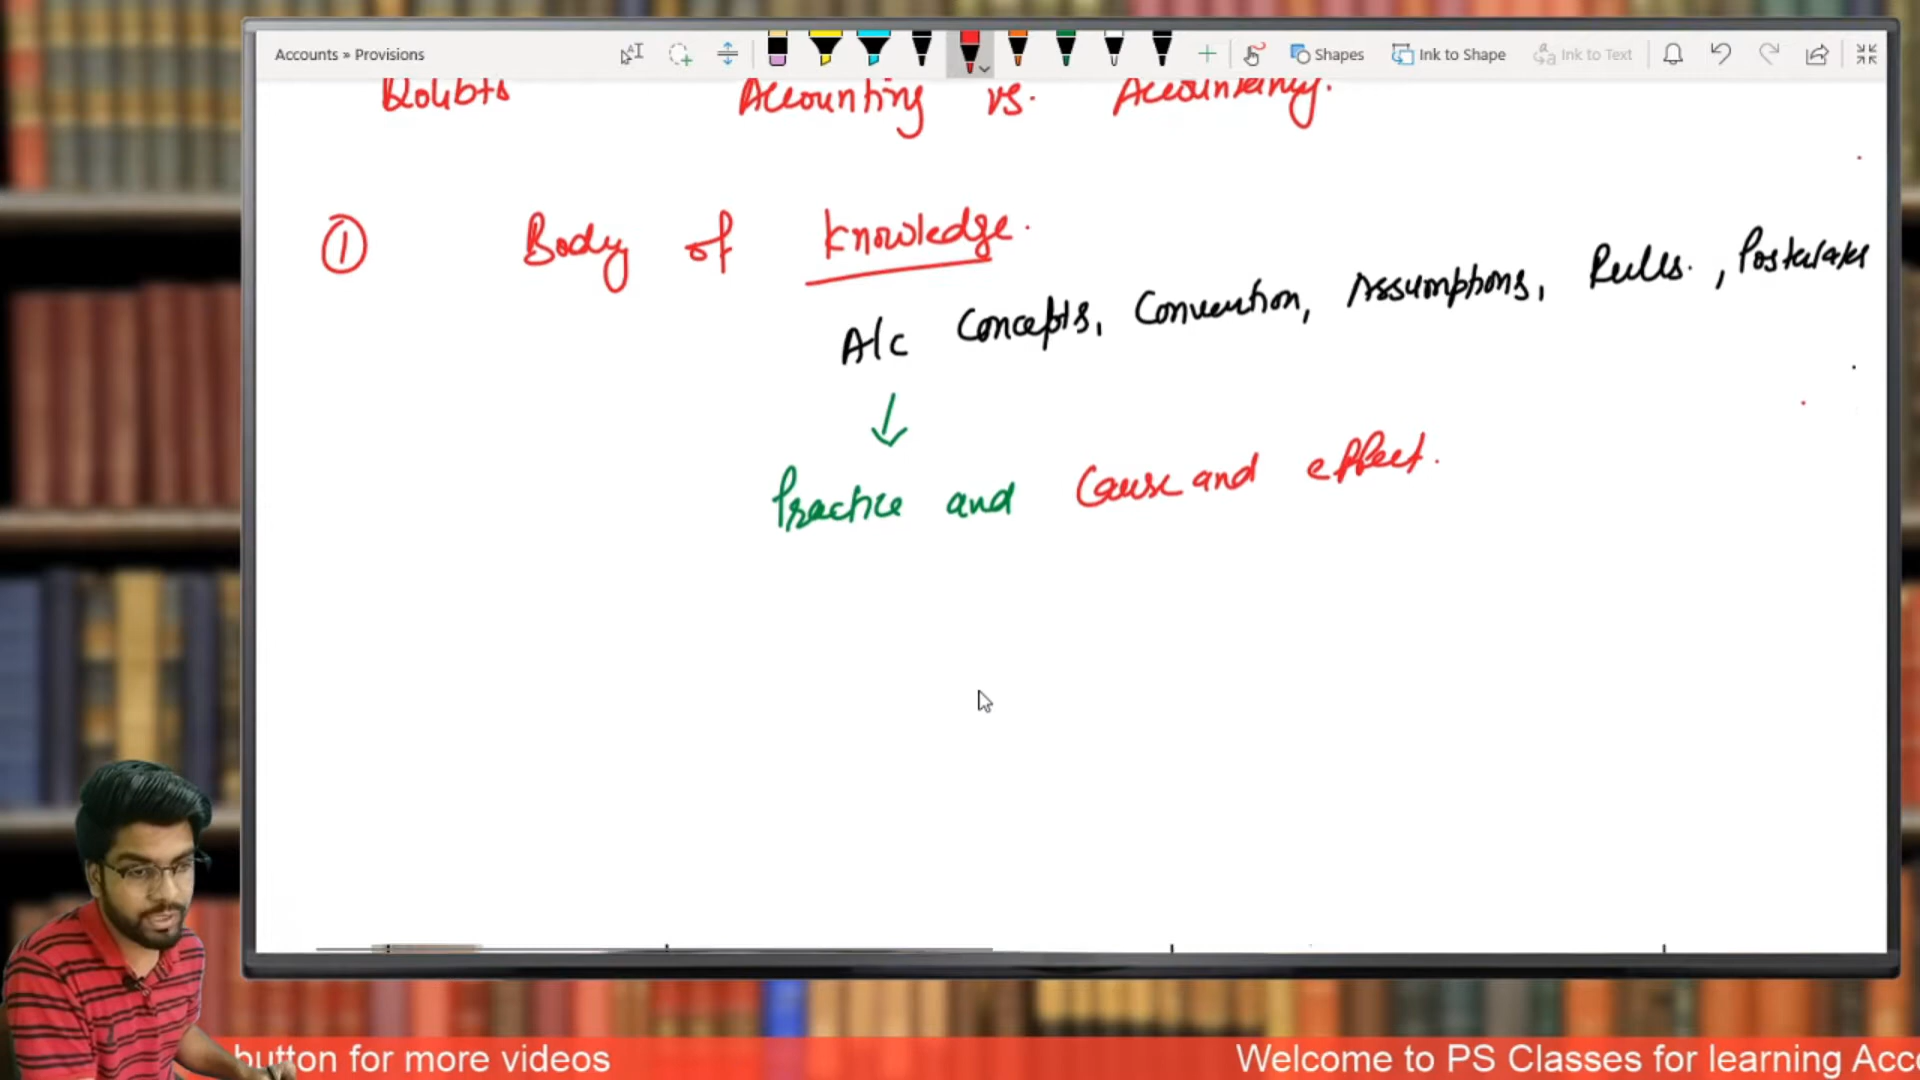 Accounts » Provisions
Shapes
Ink to Shape
Ink to Text
Doubts Accounting vs. Accountancy.
① Body of knowledge.
A/c Concepts, Convention, Assumptions, Rules. , Postulates
↓
Practice and Cause and effect.
button for more videos
Welcome to PS Classes for learning Acc